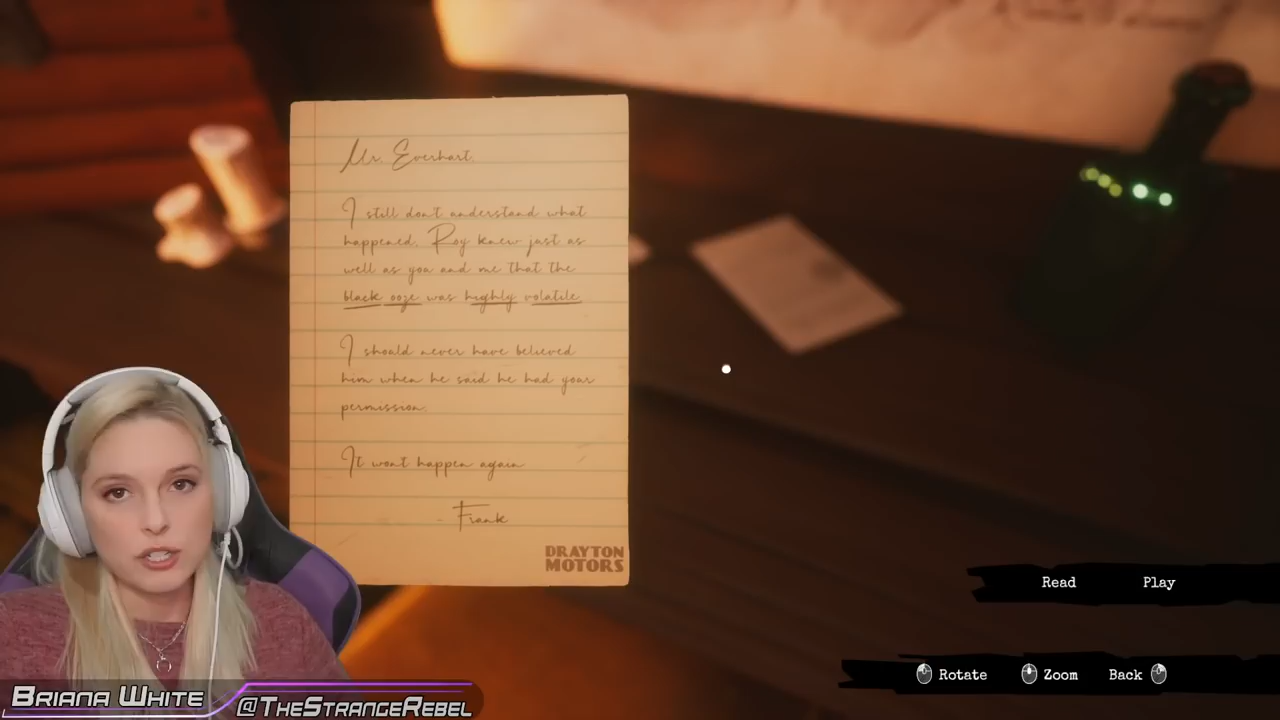 Mr. Everhart,
I still don't understand what
happened, Roy knew just as
well as you and me that the
black ooze was highly volatile.
I should never have believed
him when he said he had your
permission.
It wont happen again
- Frank
DRAYTON
MOTORS
Read
Play
Rotate
Zoom
Back
BRIANA WHITE
@THESTRANGEREBEL